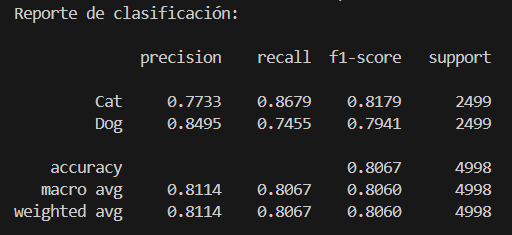 Reporte de clasificación:
precision recall f1-score support
Cat 0.7733 0.8679 0.8179 2499
Dog 0.8495 0.7455 0.7941 2499
accuracy 0.8067 4998
macro avg 0.8114 0.8067 0.8060 4998
weighted avg 0.8114 0.8067 0.8060 4998